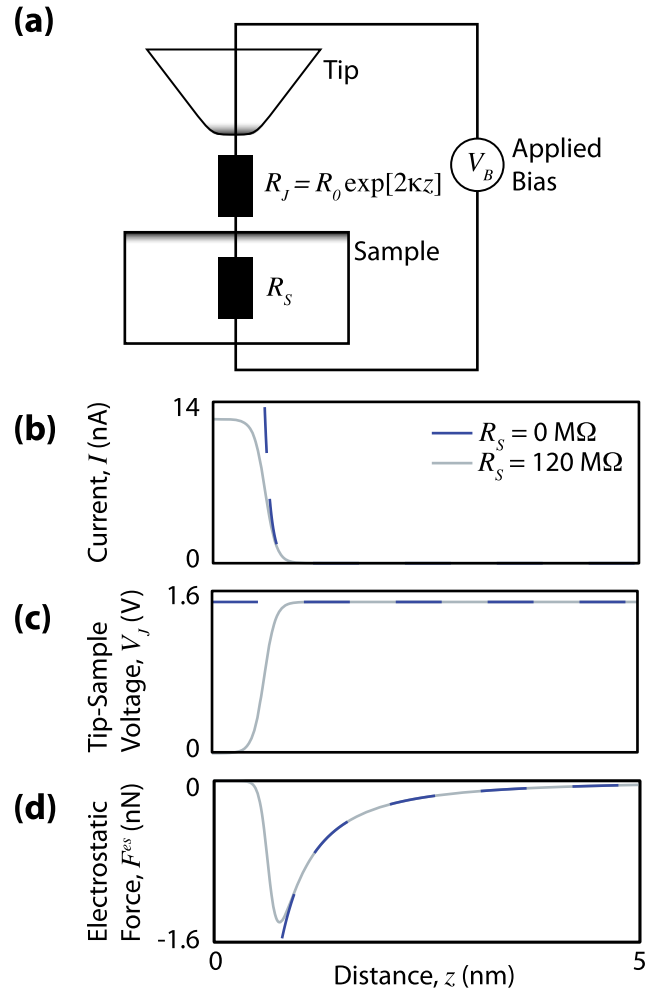 (a)
Tip
R_J = R_0 exp[2κz]
V_B
Applied
Bias
Sample
R_S
(b)
Current, I (nA)
14
0
R_S = 0 MΩ
R_S = 120 MΩ
(c)
Tip-Sample
Voltage, V_J (V)
1.6
0
(d)
Electrostatic
Force, F^es (nN)
0
-1.6
0
5
Distance, z (nm)